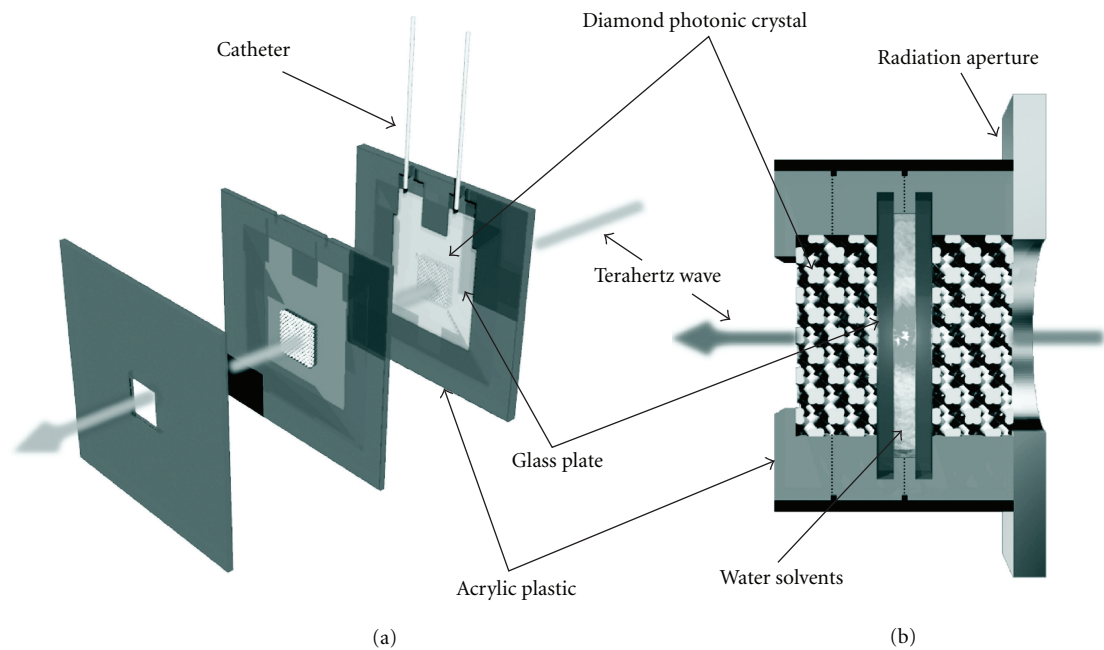 Diamond photonic crystal
Catheter
Radiation aperture
Terahertz wave
Glass plate
Acrylic plastic
Water solvents
(a)
(b)